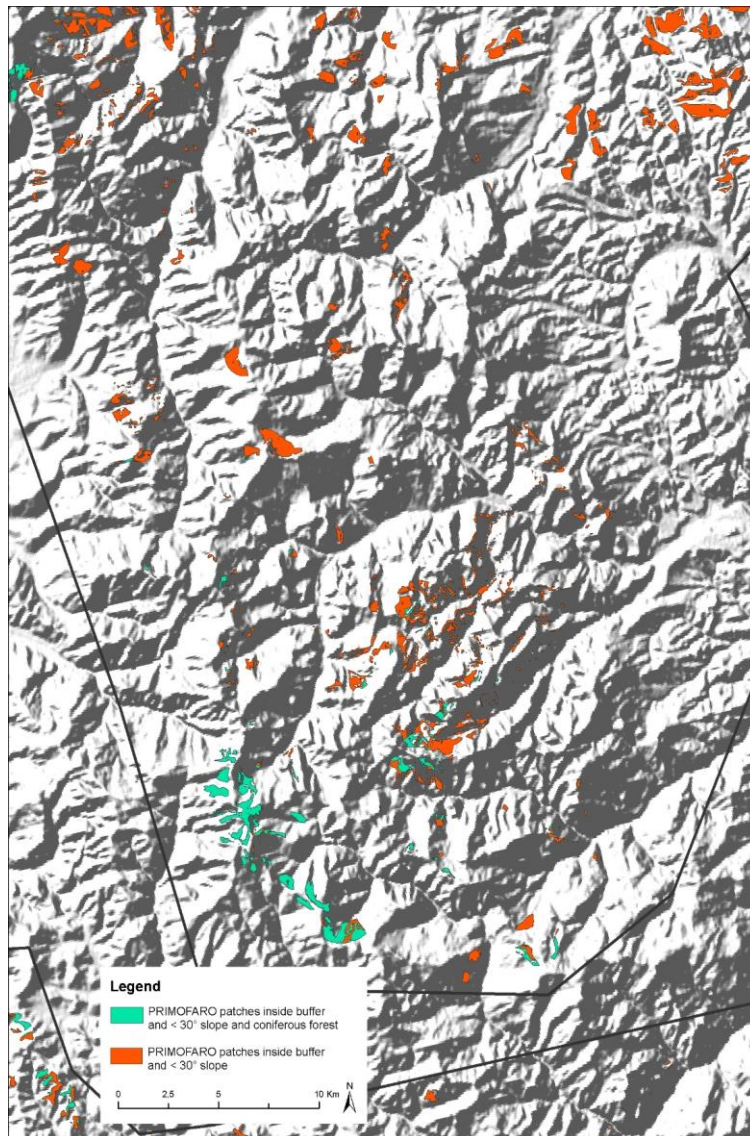 Legend
PRIMOFARO patches inside buffer
and < 30° slope and coniferous forest
PRIMOFARO patches inside buffer
and < 30° slope
0 2.5 5 10 Km
N